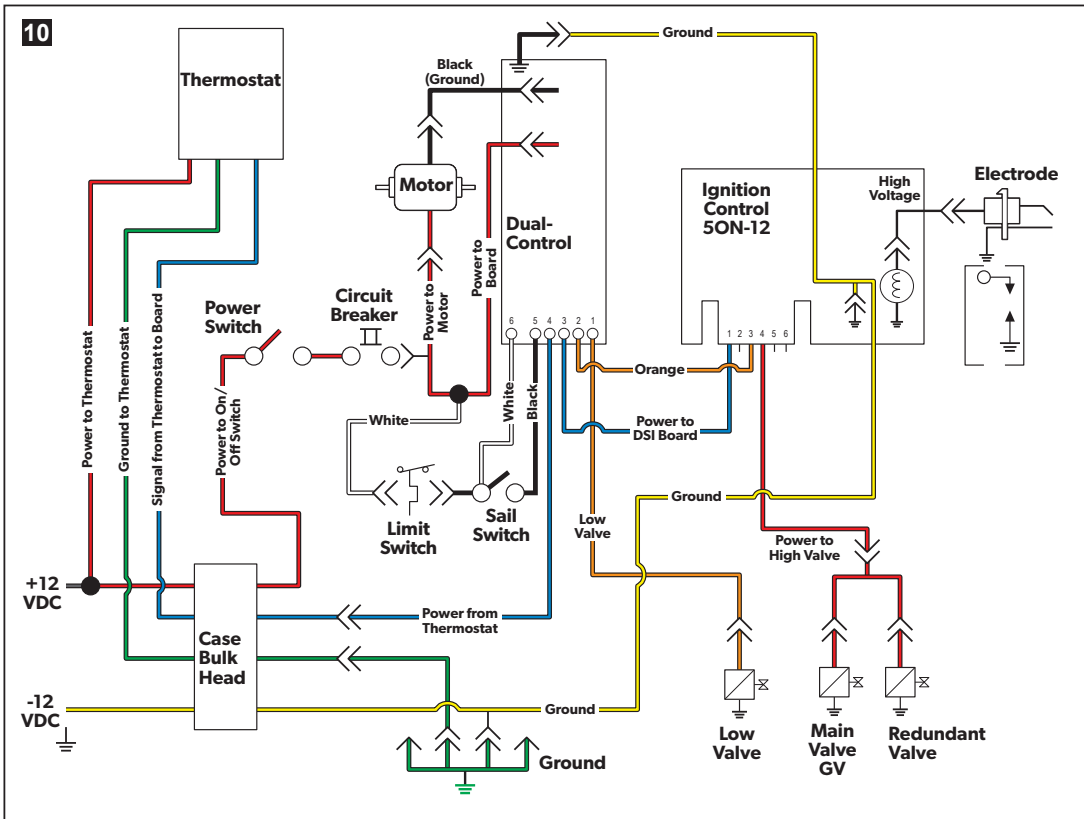 10
Thermostat
Black
(Ground)
Ground
Motor
Dual-
Control
Ignition
Control
5ON-12
High
Voltage
Electrode
Power to Thermostat
Ground to Thermostat
Signal from Thermostat to Board
Power
Switch
Circuit
Breaker
Power to
Motor
Power to
Board
Power to On/
Off Switch
6
5
4
3
2
1
1
2
3
4
5
6
White
White
Black
Orange
Power to
DSI Board
Limit
Switch
Sail
Switch
Low
Valve
Ground
Power to
High Valve
+12
VDC
Case
Bulk
Head
Power from
Thermostat
-12
VDC
Ground
Ground
Low
Valve
Main
Valve
GV
Redundant
Valve